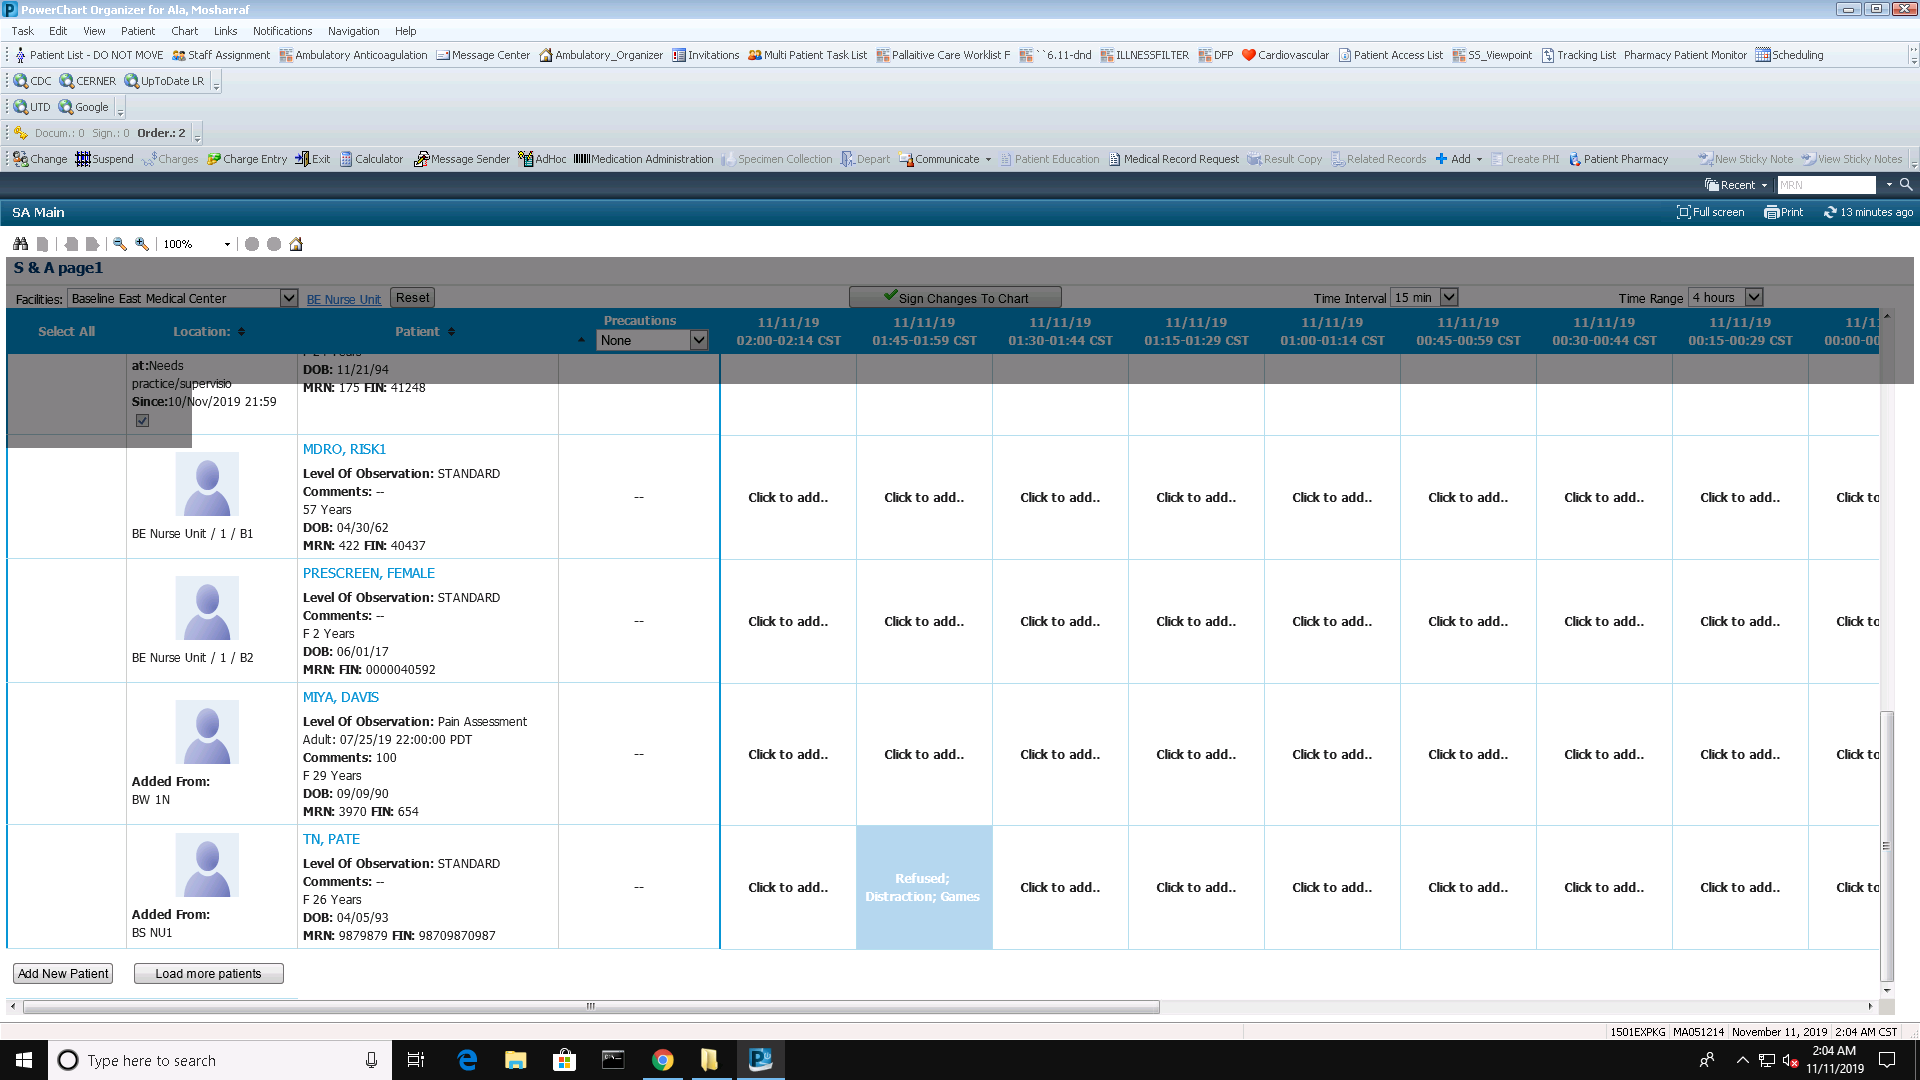 PowerChart Organizer for Ala, Mosharraf
Task Edit View Patient Chart Links Notifications Navigation Help
Patient List - DO NOT MOVE Staff Assignment Ambulatory Anticoagulation Message Center Ambulatory_Organizer Invitations Multi Patient Task List Pallaitive Care Worklist F ``6.11-dnd ILLNESSFILTER DFP Cardiovascular Patient Access List SS_Viewpoint Tracking List Pharmacy Patient Monitor Scheduling
CDC CERNER UpToDate LR
UTD Google
Docum.: 0 Sign.: 0 Order.: 2
Change Suspend Charges Charge Entry Exit Calculator Message Sender AdHoc Medication Administration Specimen Collection Depart Communicate Patient Education Medical Record Request Result Copy Related Records Add Create PHI Patient Pharmacy New Sticky Note View Sticky Notes
Recent MRN
SA Main Full screen Print 13 minutes ago
100%
S & A page1
Facilities: Baseline East Medical Center BE Nurse Unit Reset Sign Changes To Chart Time Interval 15 min Time Range 4 hours
Select All Location: Patient Precautions None
11/11/19 11/11/19 11/11/19 11/11/19 11/11/19 11/11/19 11/11/19 11/11/19 11/1
02:00-02:14 CST 01:45-01:59 CST 01:30-01:44 CST 01:15-01:29 CST 01:00-01:14 CST 00:45-00:59 CST 00:30-00:44 CST 00:15-00:29 CST 00:00-00
at:Needs
practice/supervisio
Since:10/Nov/2019 21:59
DOB: 11/21/94
MRN: 175 FIN: 41248
BE Nurse Unit / 1 / B1
MDRO, RISK1
Level Of Observation: STANDARD
Comments: --
57 Years
DOB: 04/30/62
MRN: 422 FIN: 40437
-- Click to add.. Click to add.. Click to add.. Click to add.. Click to add.. Click to add.. Click to add.. Click to add.. Click to
BE Nurse Unit / 1 / B2
PRESCREEN, FEMALE
Level Of Observation: STANDARD
Comments: --
F 2 Years
DOB: 06/01/17
MRN: FIN: 0000040592
-- Click to add.. Click to add.. Click to add.. Click to add.. Click to add.. Click to add.. Click to add.. Click to add.. Click to
Added From:
BW 1N
MIYA, DAVIS
Level Of Observation: Pain Assessment
Adult: 07/25/19 22:00:00 PDT
Comments: 100
F 29 Years
DOB: 09/09/90
MRN: 3970 FIN: 654
-- Click to add.. Click to add.. Click to add.. Click to add.. Click to add.. Click to add.. Click to add.. Click to add.. Click to
Added From:
BS NU1
TN, PATE
Level Of Observation: STANDARD
Comments: --
F 26 Years
DOB: 04/05/93
MRN: 9879879 FIN: 98709870987
-- Click to add.. Refused; Distraction; Games Click to add.. Click to add.. Click to add.. Click to add.. Click to add.. Click to add.. Click to
Add New Patient Load more patients
1501EXPKG MA051214 November 11, 2019 2:04 AM CST
Type here to search
2:04 AM
11/11/2019